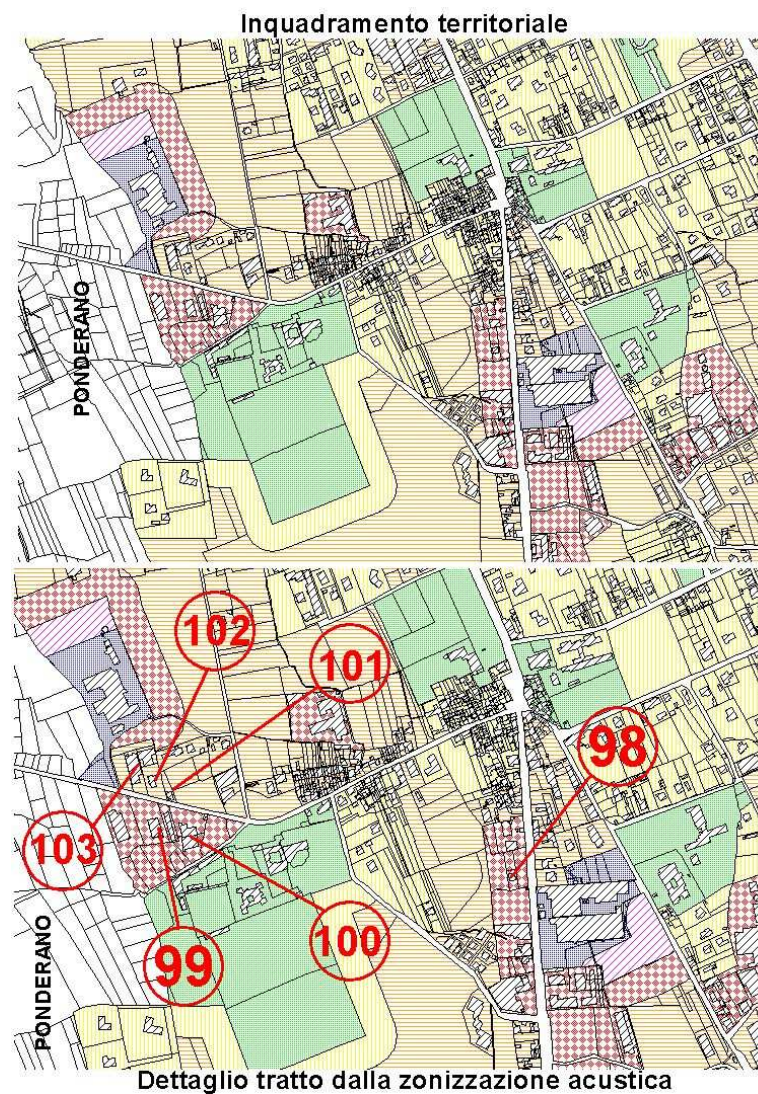 Inquadramento territoriale
PONDERANO
102
101
98
103
99
100
PONDERANO
Dettaglio tratto dalla zonizzazione acustica